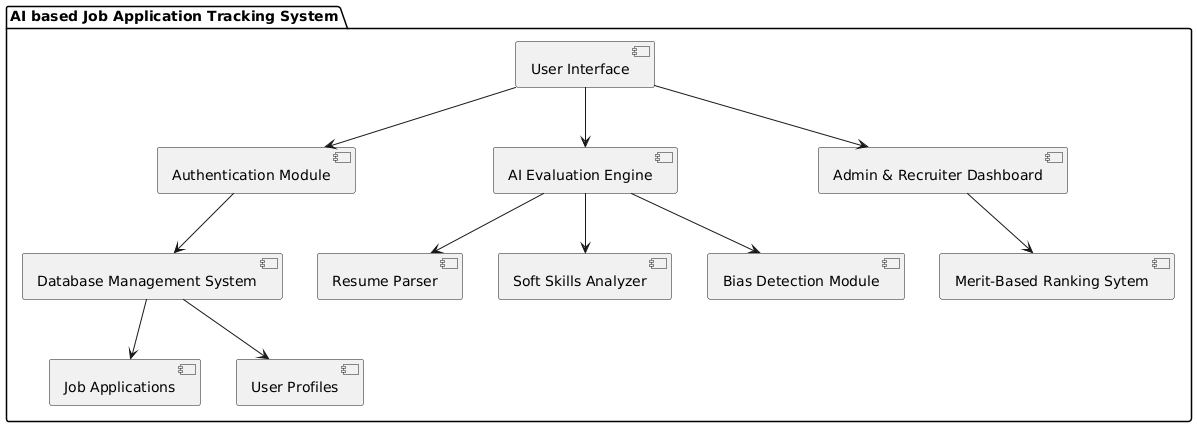 AI based Job Application Tracking System
User Interface
Authentication Module
AI Evaluation Engine
Admin & Recruiter Dashboard
Database Management System
Resume Parser
Soft Skills Analyzer
Bias Detection Module
Merit-Based Ranking Sytem
Job Applications
User Profiles